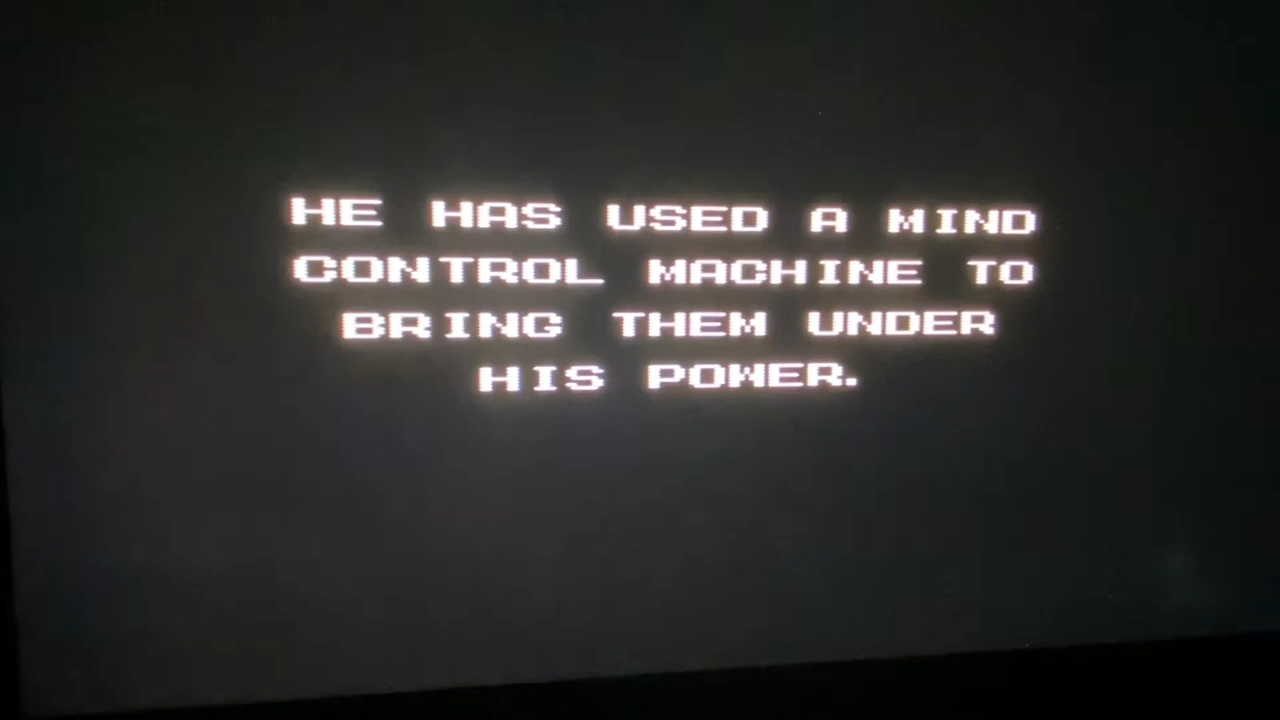 HE HAS USED A MIND
CONTROL MACHINE TO
BRING THEM UNDER
HIS POWER.